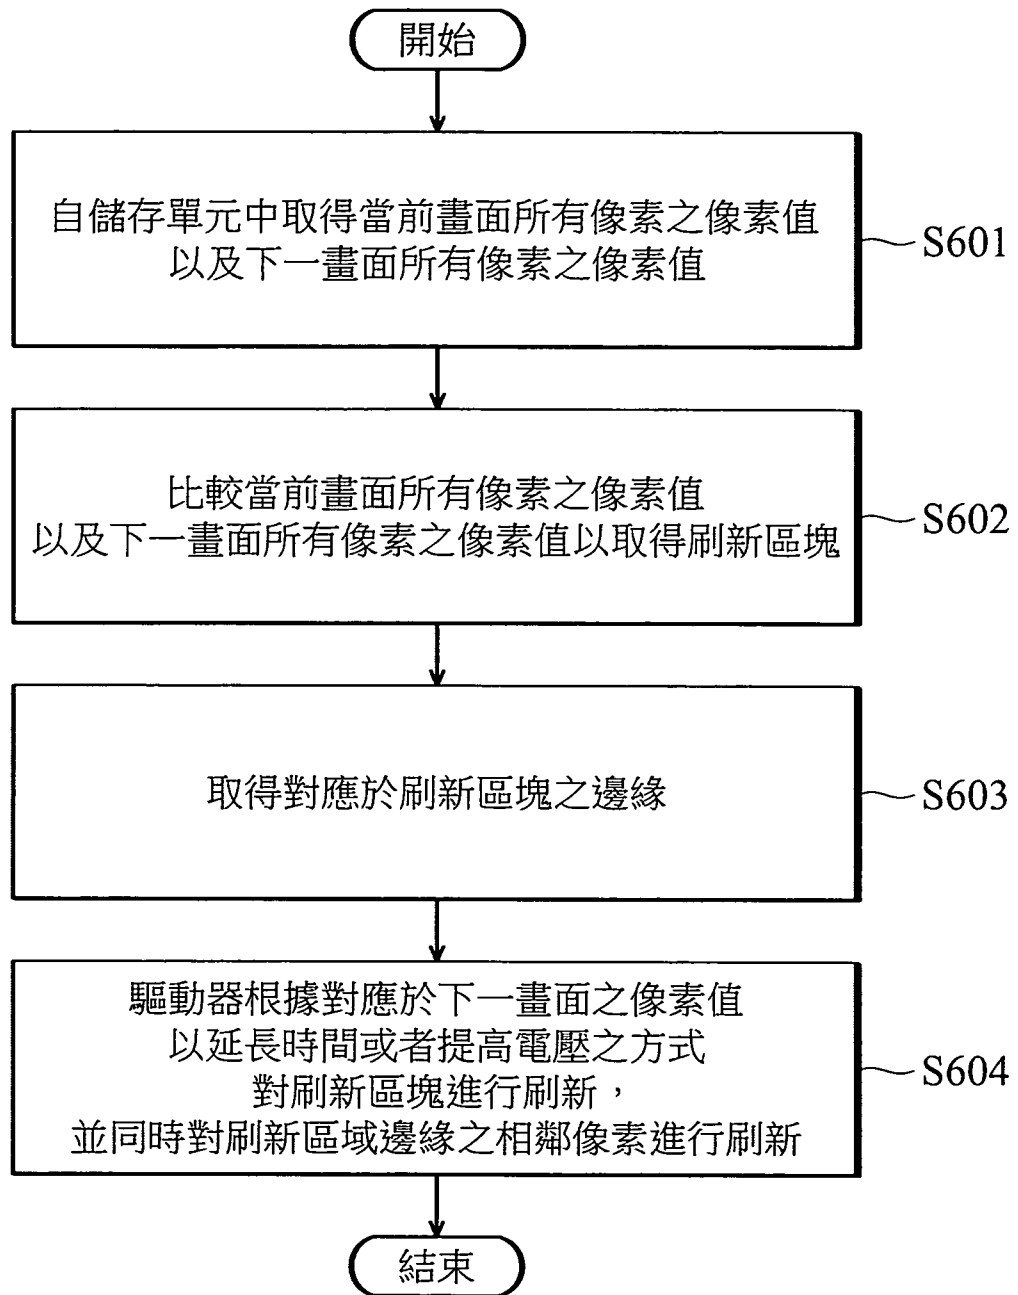 開始
自儲存單元中取得當前畫面所有像素之像素值
以及下一畫面所有像素之像素值
S601
比較當前畫面所有像素之像素值
以及下一畫面所有像素之像素值以取得刷新區塊
S602
取得對應於刷新區塊之邊緣
S603
驅動器根據對應於下一畫面之像素值
以延長時間或者提高電壓之方式
對刷新區塊進行刷新，
並同時對刷新區域邊緣之相鄰像素進行刷新
S604
結束